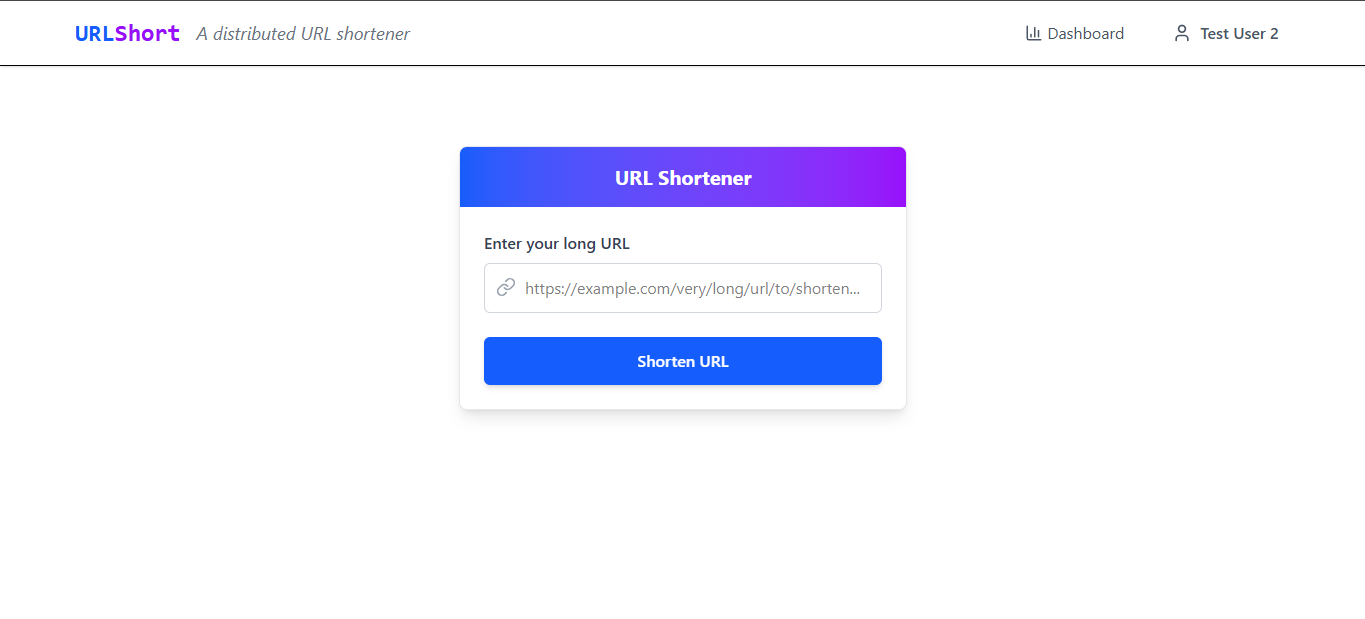 URLShort A distributed URL shortener Dashboard Test User 2
URL Shortener
Enter your long URL
https://example.com/very/long/url/to/shorten...
Shorten URL